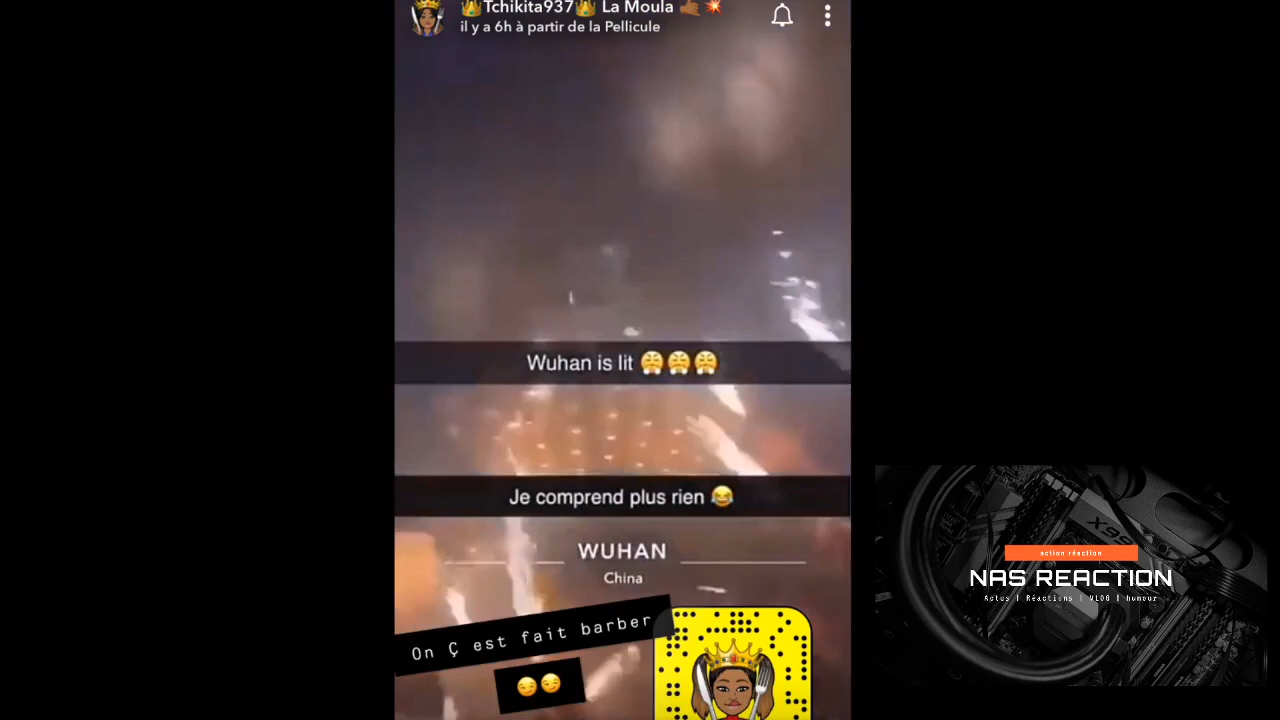 👑Tchikita937👑 La Moula 🤙🏾💥
il y a 6h à partir de la Pellicule
Wuhan is lit 😤😤😤
Je comprend plus rien 😂
WUHAN
China
On Ç est fait barber
😏😏
X99
action réaction
NAS REACTION
Actus | Réactions | VLOG | humour